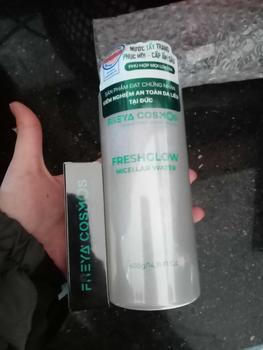 NƯỚC TẨY TRANG
PHỤC HỒI - CẤP ẨM SÂU
PHÙ HỢP MỌI LOẠI DA
SẢN PHẨM ĐẠT CHỨNG NHẬN
KIỂM NGHIỆM AN TOÀN DA LIỄU
TẠI ĐỨC
FREYA COSMOS
FRESHGLOW
MICELLAR WATER
FREYA COSMOS